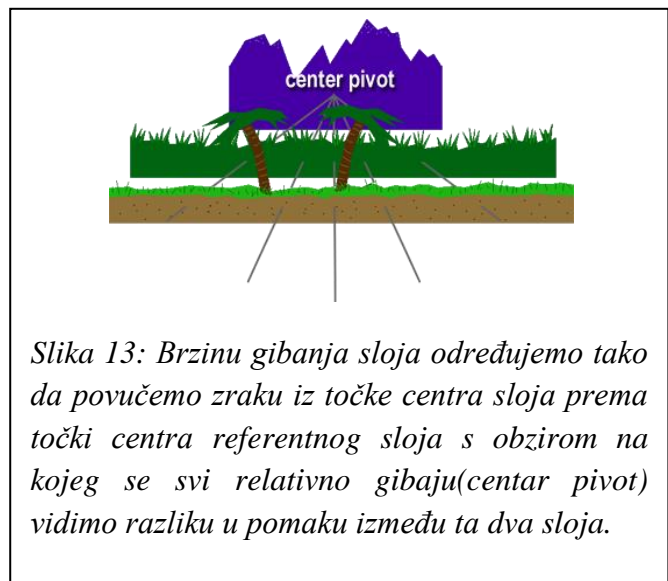 center pivot
Slika 13: Brzinu gibanja sloja određujemo tako
da povučemo zraku iz točke centra sloja prema
točki centra referentnog sloja s obzirom na
kojeg se svi relativno gibaju(centar pivot)
vidimo razliku u pomaku između ta dva sloja.